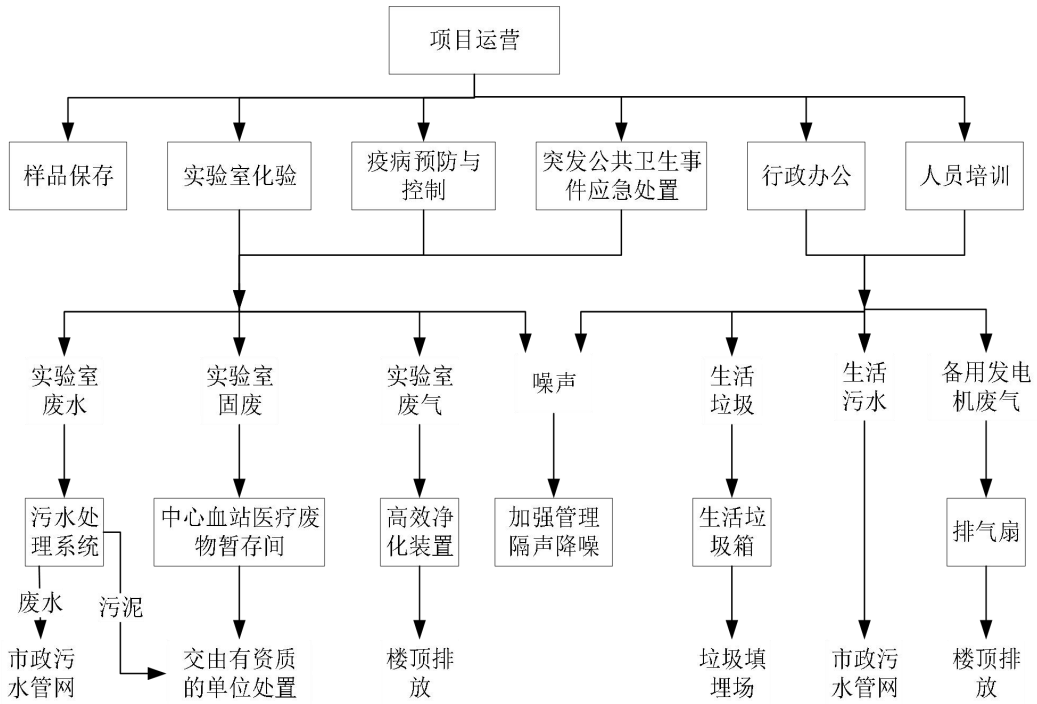 项目运营
样品保存
实验室化验
疫病预防与
控制
突发公共卫生事
件应急处置
行政办公
人员培训
实验室
废水
实验室
固废
实验室
废气
噪声
生活
垃圾
生活
污水
备用发电
机废气
污水处
理系统
中心血站医疗废
物暂存间
高效净
化装置
加强管理
隔声降噪
生活垃
圾箱
排气扇
废水
污泥
市政污
水管网
交由有资质
的单位处置
楼顶排
放
垃圾填
埋场
市政污
水管网
楼顶排
放